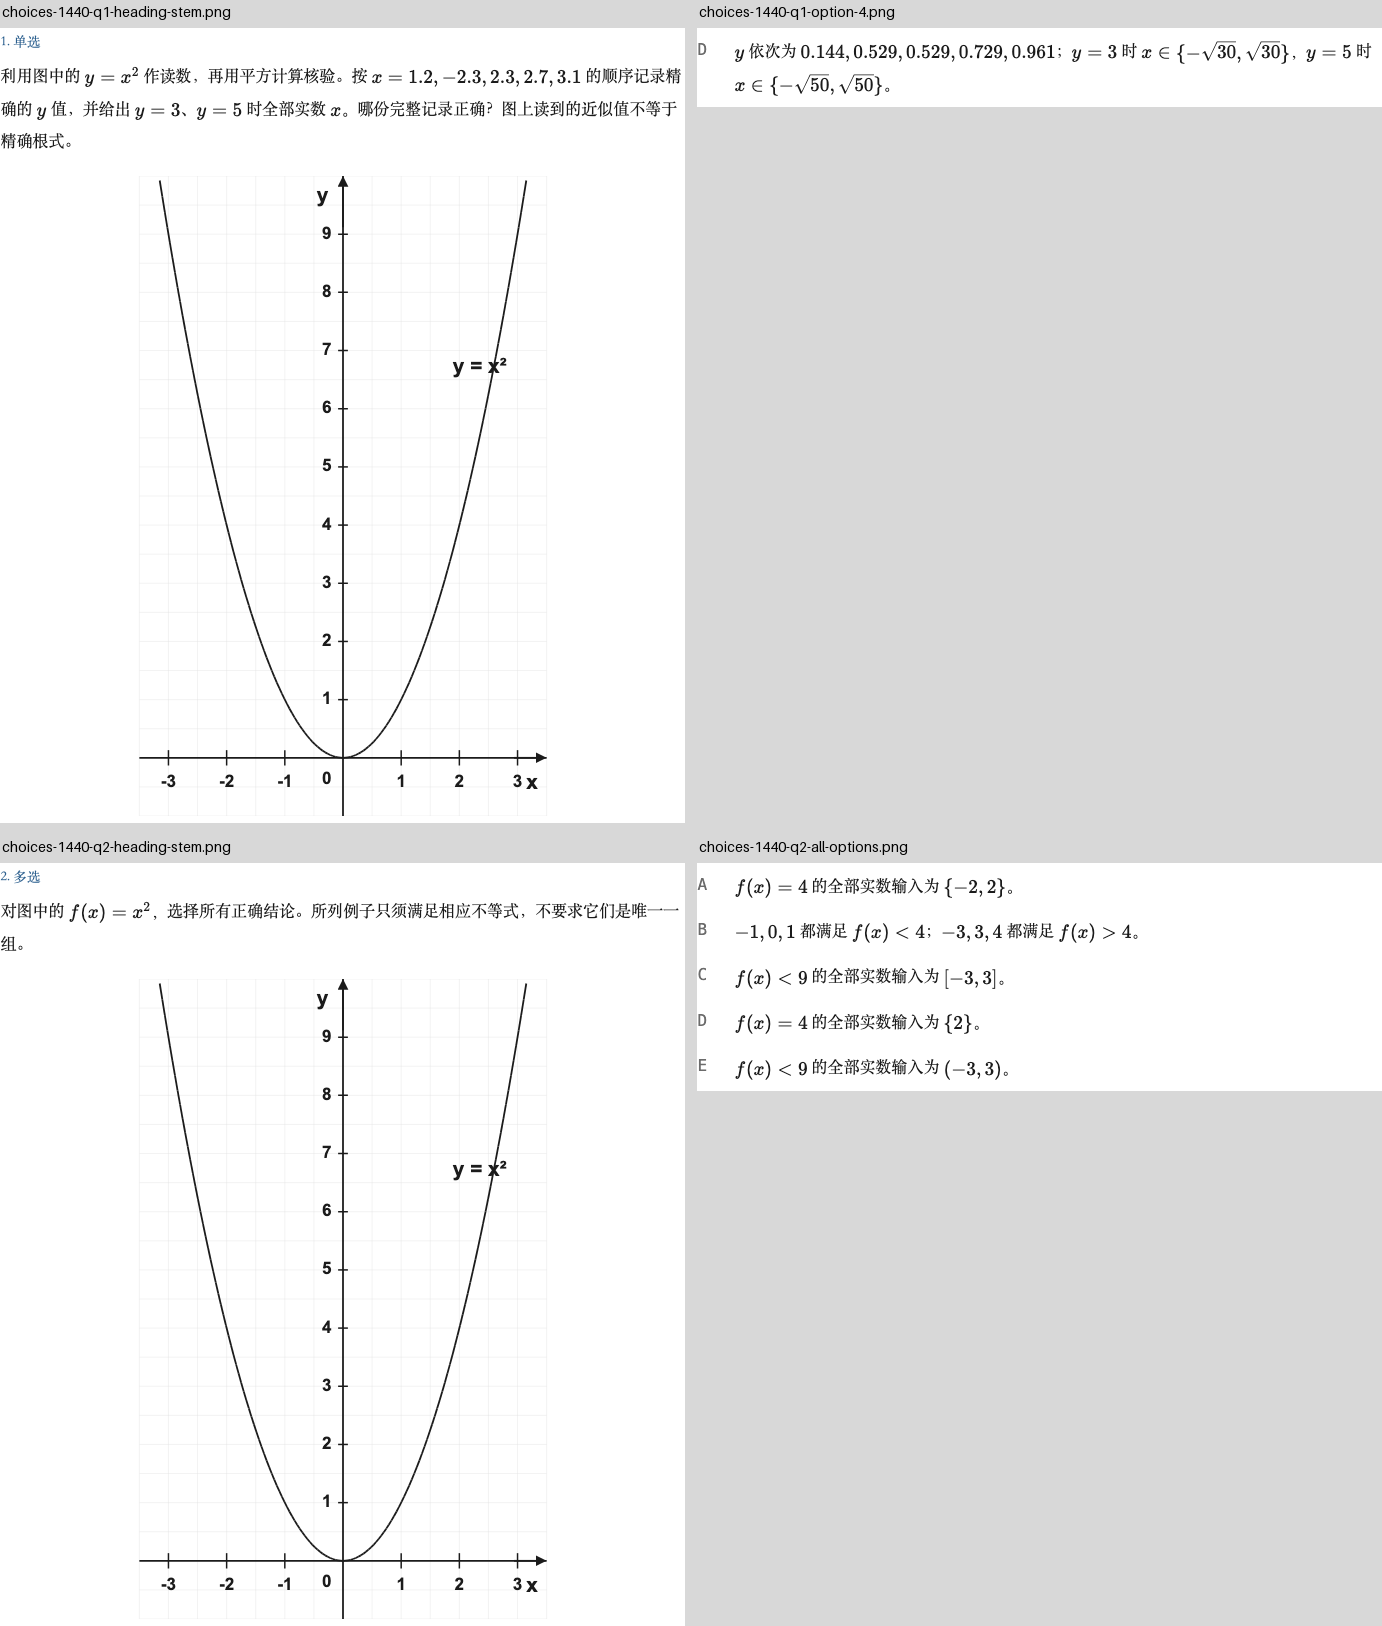 choices-1440-q1-heading-stem.png
1. 单选
利用图中的 y = x² 作读数，再用平方计算核验。按 x = 1.2, −2.3, 2.3, 2.7, 3.1 的顺序记录精
确的 y 值，并给出 y = 3、y = 5 时全部实数 x。哪份完整记录正确？图上读到的近似值不等于
精确根式。
y
9
8
7
y = x²
6
5
4
3
2
1
-3 -2 -1 0 1 2 3 x
choices-1440-q1-option-4.png
D y 依次为 0.144, 0.529, 0.529, 0.729, 0.961；y = 3 时 x ∈ {−√30, √30}，y = 5 时
x ∈ {−√50, √50}。
choices-1440-q2-heading-stem.png
2. 多选
对图中的 f(x) = x²，选择所有正确结论。所列例子只须满足相应不等式，不要求它们是唯一一
组。
y
9
8
7
y = x²
6
5
4
3
2
1
-3 -2 -1 0 1 2 3 x
choices-1440-q2-all-options.png
A f(x) = 4 的全部实数输入为 {−2, 2}。
B −1, 0, 1 都满足 f(x) < 4；−3, 3, 4 都满足 f(x) > 4。
C f(x) < 9 的全部实数输入为 [−3, 3]。
D f(x) = 4 的全部实数输入为 {2}。
E f(x) < 9 的全部实数输入为 (−3, 3)。